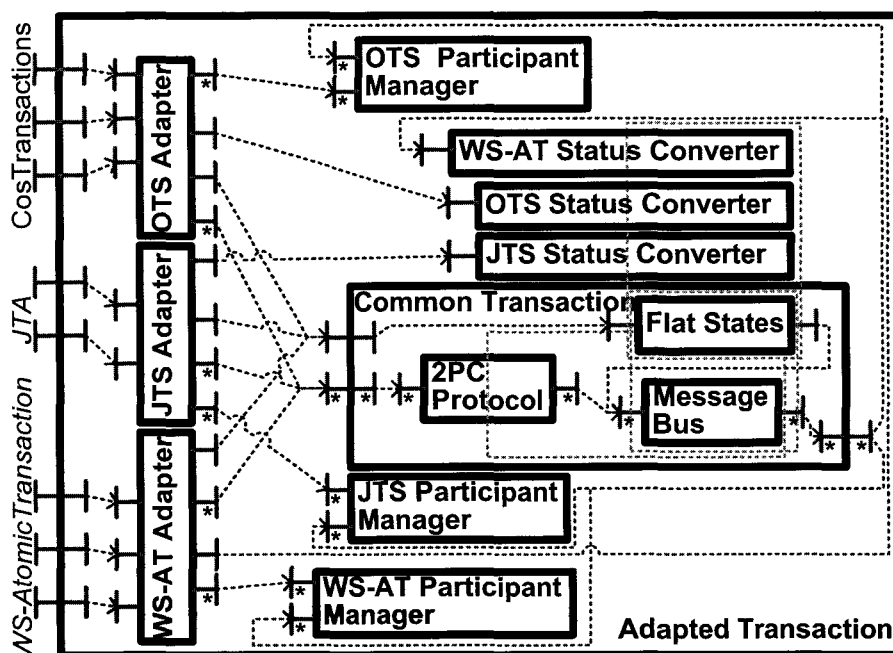 CosTransactions
JTA
WS-AtomicTransaction
OTS Adapter
JTS Adapter
WS-AT Adapter
OTS Participant
Manager
WS-AT Status Converter
OTS Status Converter
JTS Status Converter
Common Transaction
Flat States
2PC
Protocol
Message
Bus
JTS Participant
Manager
WS-AT Participant
Manager
Adapted Transaction